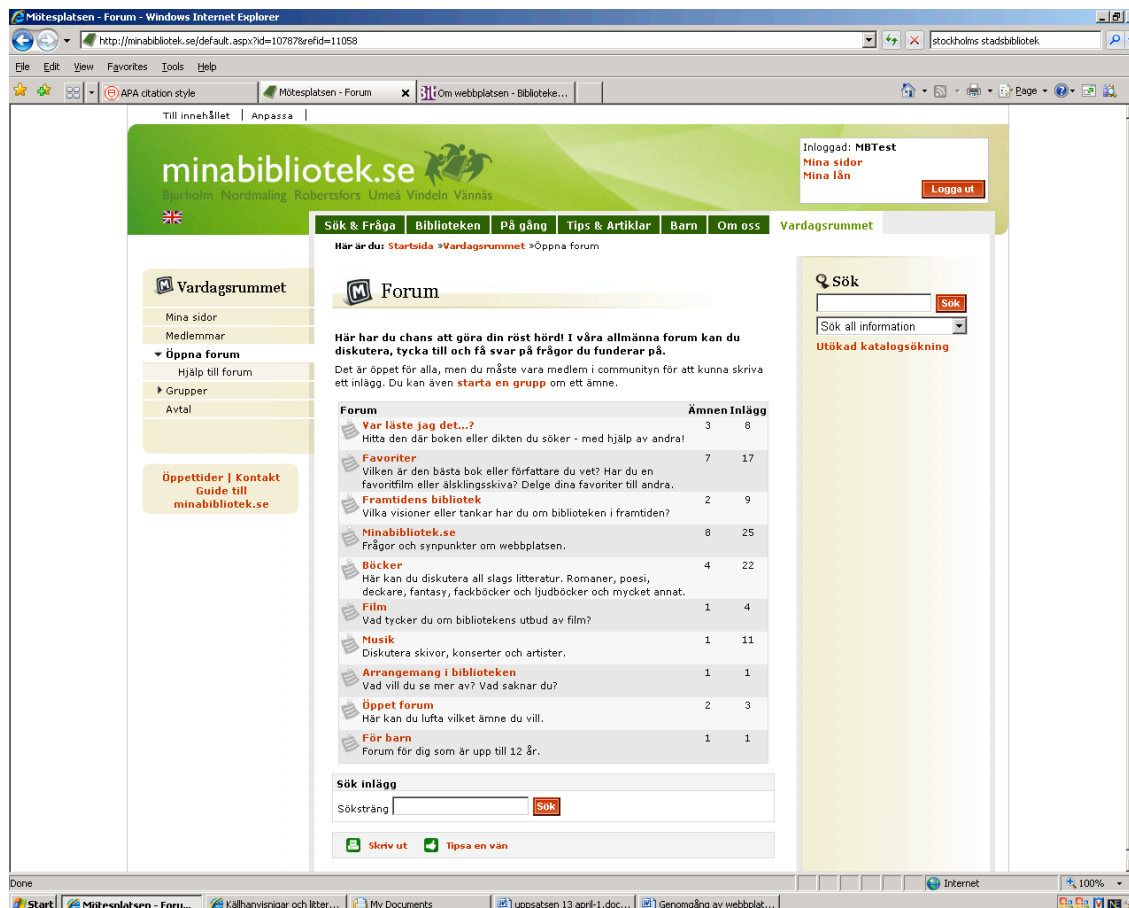 Mötesplatsen - Forum - Windows Internet Explorer
http://minabibliotek.se/default.aspx?id=10787&refid=11058
stockholms stadsbibliotek
File Edit View Favorites Tools Help
APA citation style
Mötesplatsen - Forum
Om webbplatsen - Biblioteke...
Page
Till innehållet | Anpassa |
minabibliotek.se
Bjurholm Nordmaling Robertsfors Umeå Vindeln Vännäs
Inloggad: MBTest
Mina sidor
Mina lån
Logga ut
Sök & Fråga Biblioteken På gång Tips & Artiklar Barn Om oss Vardagsrummet
Här är du: Startsida »Vardagsrummet »Öppna forum
Vardagsrummet
Mina sidor
Medlemmar
Öppna forum
Hjälp till forum
Grupper
Avtal
Öppettider | Kontakt
Guide till
minabibliotek.se
Forum
Här har du chans att göra din röst hörd! I våra allmänna forum kan du
diskutera, tycka till och få svar på frågor du funderar på.
Det är öppet för alla, men du måste vara medlem i communityn för att kunna skriva
ett inlägg. Du kan även starta en grupp om ett ämne.
Forum Ämnen Inlägg
Var läste jag det...? 3 8
Hitta den där boken eller dikten du söker - med hjälp av andra!
Favoriter 7 17
Vilken är den bästa bok eller författare du vet? Har du en
favoritfilm eller älsklingsskiva? Delge dina favoriter till andra.
Framtidens bibliotek 2 9
Vilka visioner eller tankar har du om biblioteken i framtiden?
Minabibliotek.se 8 25
Frågor och synpunkter om webbplatsen.
Böcker 4 22
Här kan du diskutera all slags litteratur. Romaner, poesi,
deckare, fantasy, fackböcker och ljudböcker och mycket annat.
Film 1 4
Vad tycker du om bibliotekens utbud av film?
Musik 1 11
Diskutera skivor, konserter och artister.
Arrangemang i biblioteken 1 1
Vad vill du se mer av? Vad saknar du?
Öppet forum 2 3
Här kan du lufta vilket ämne du vill.
För barn 1 1
Forum för dig som är upp till 12 år.
Sök inlägg
Söksträng Sök
Skriv ut Tipsa en vän
Sök
Sök
Sök all information
Utökad katalogsökning
Done
Internet
100%
Start
Mötesplatsen - Foru...
Källhanvisnigar och litter...
My Documents
uppsatsen 13 april-1.doc...
Genomgång av webbplat...